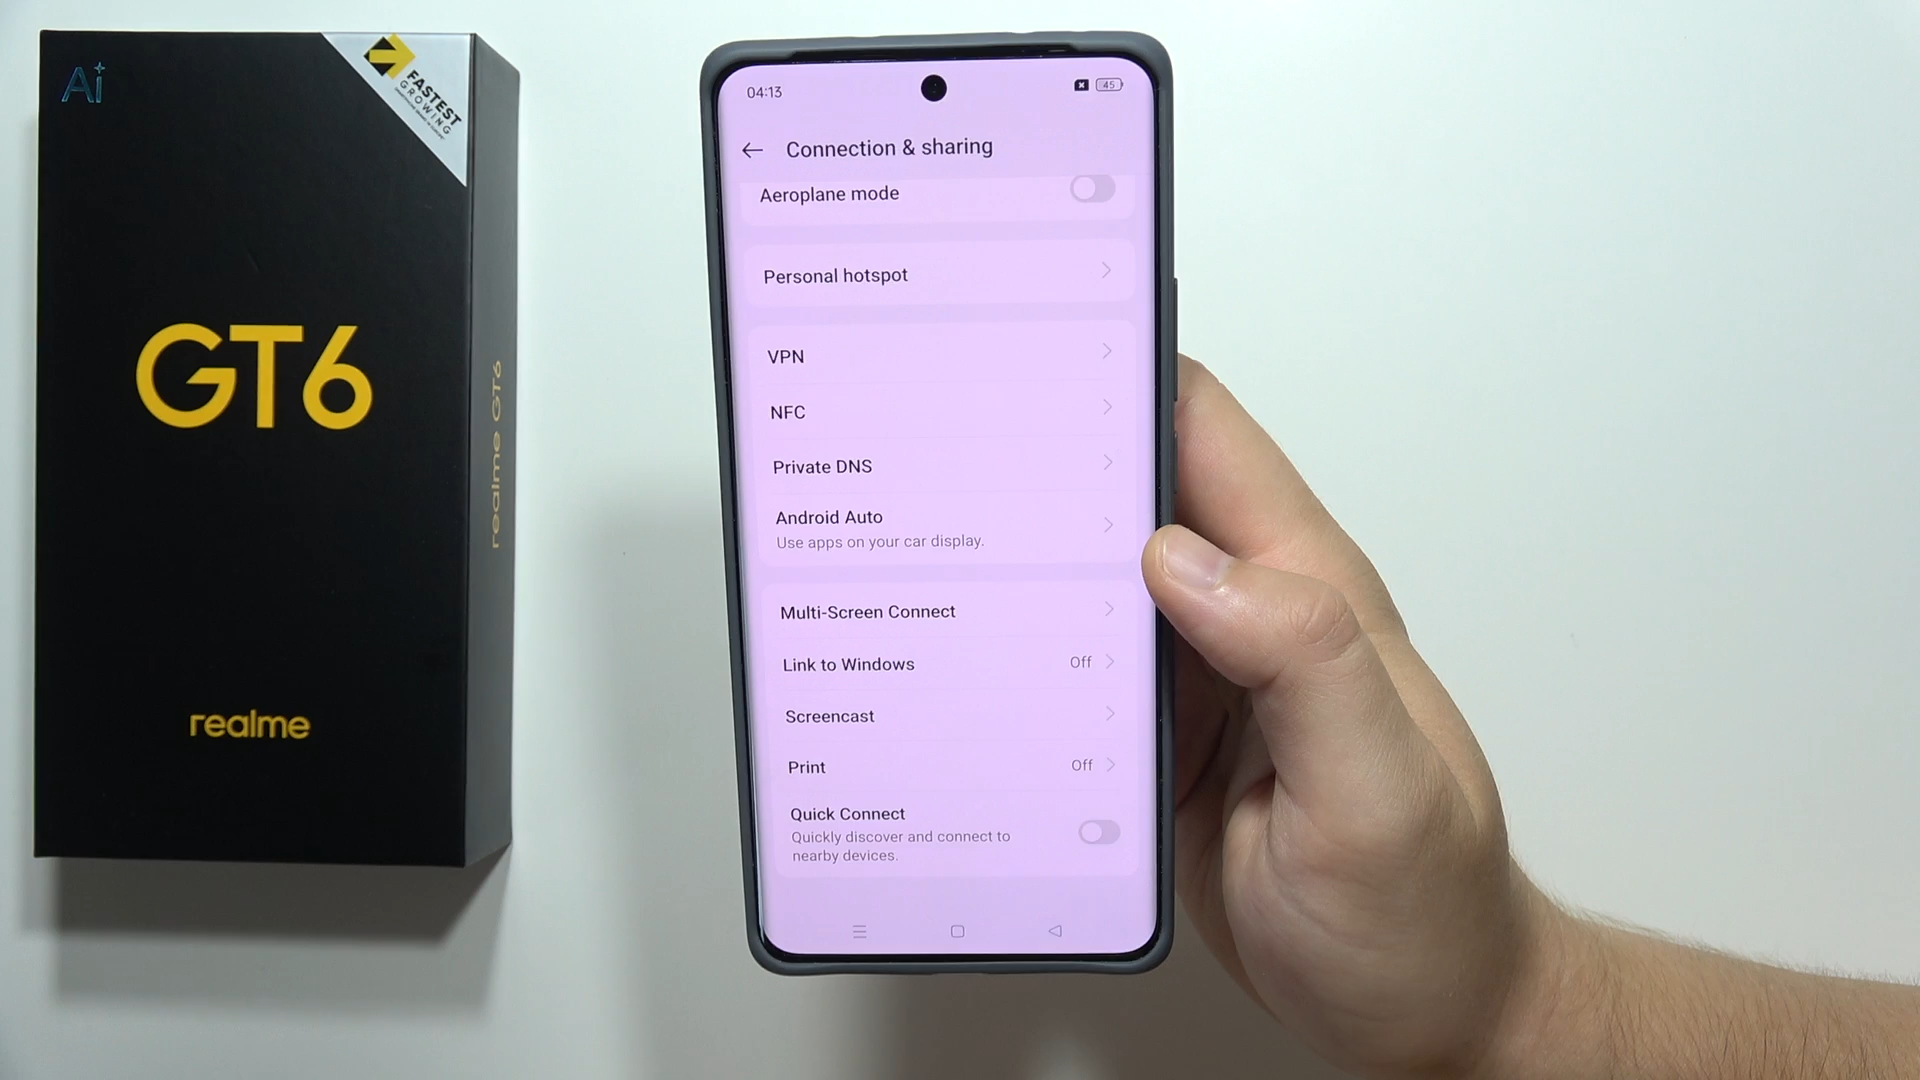 Ai
FASTEST
GROWING
GT6
realme
realme GT6
04:13
45
Connection & sharing
Aeroplane mode
Personal hotspot
VPN
NFC
Private DNS
Android Auto
Use apps on your car display.
Multi-Screen Connect
Link to Windows Off
Screencast
Print Off
Quick Connect
Quickly discover and connect to
nearby devices.